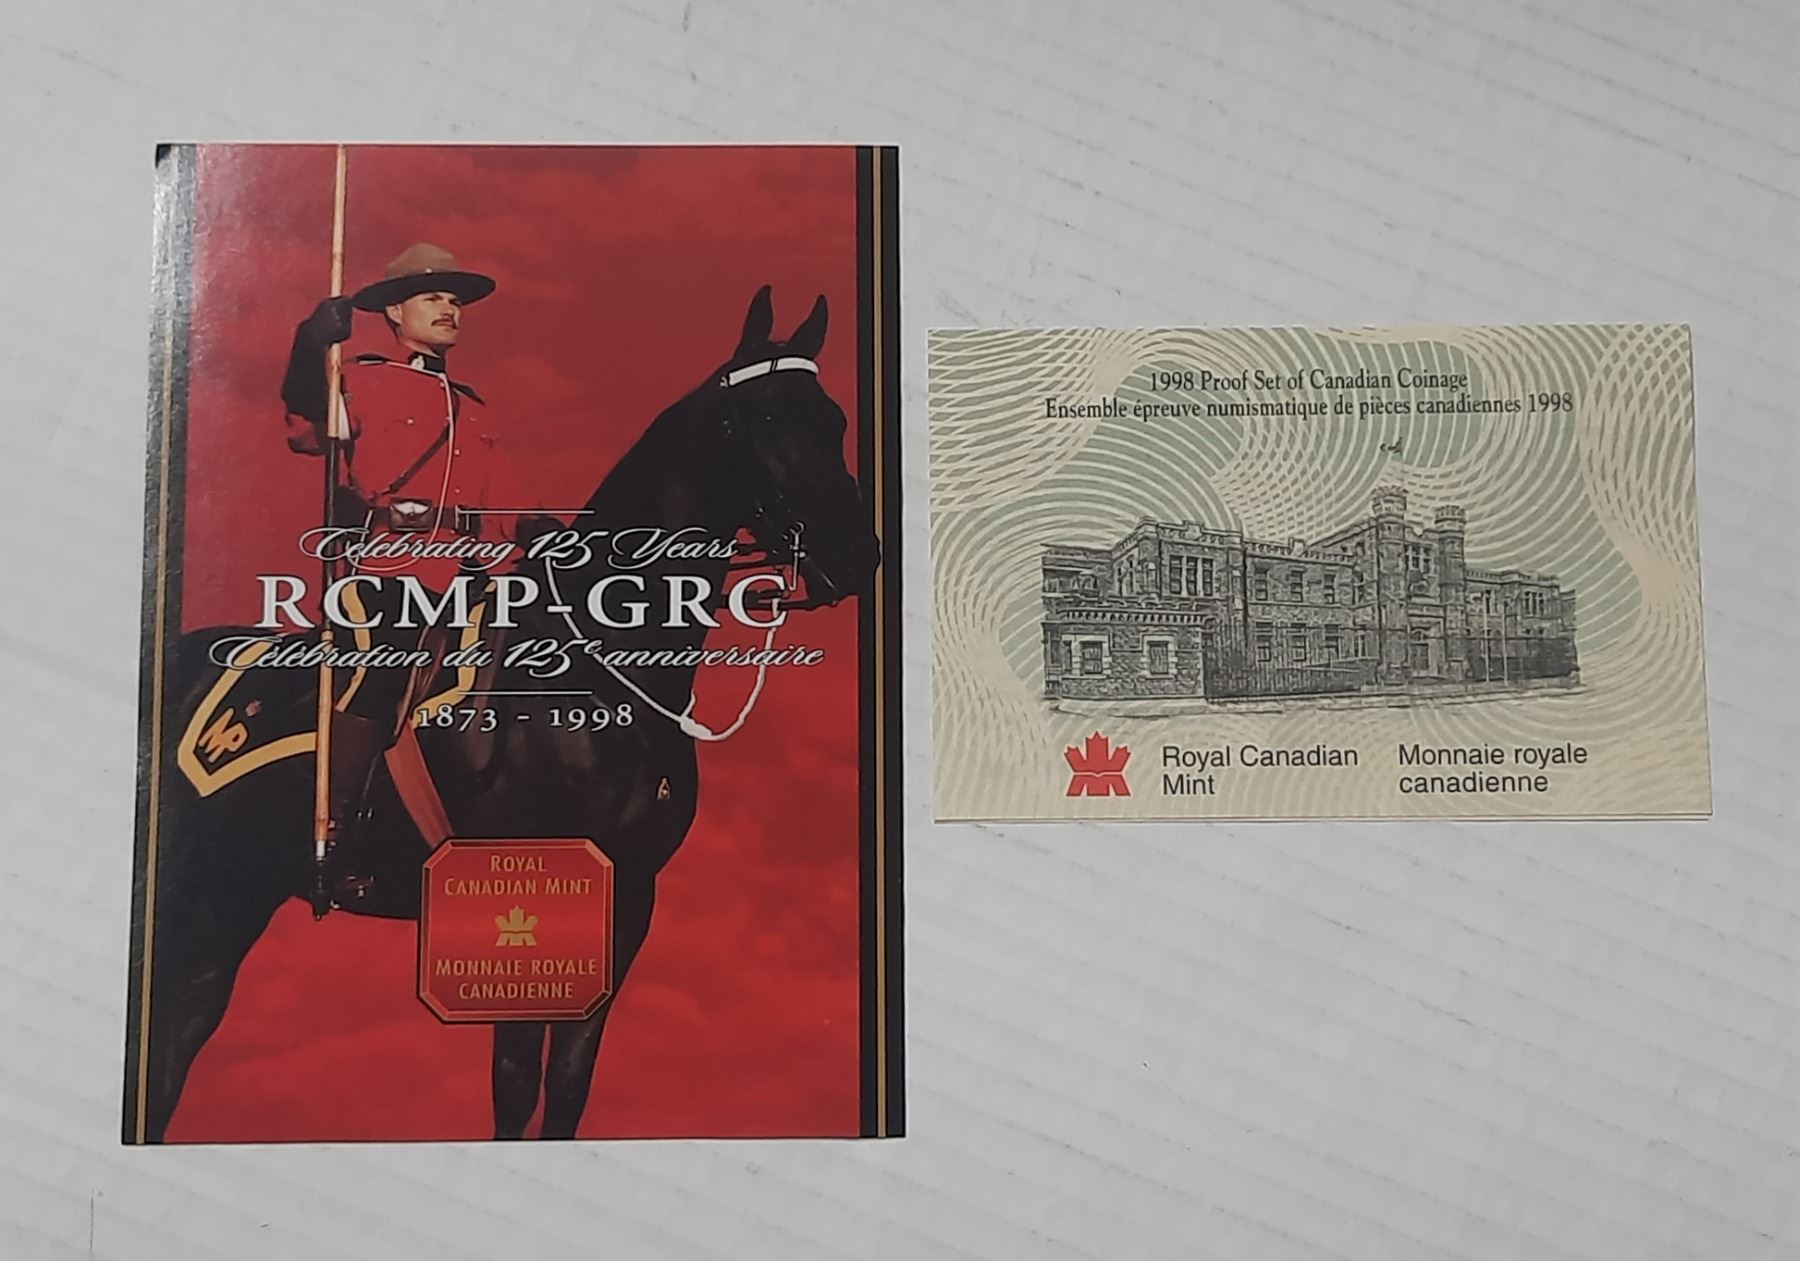 Celebrating 125 Years
RCMP-GRC
Célébration du 125e anniversaire
1873 - 1998
MP
ROYAL
CANADIAN MINT
MONNAIE ROYALE
CANADIENNE
1998 Proof Set of Canadian Coinage
Ensemble épreuve numismatique de pièces canadiennes 1998
Royal Canadian
Mint
Monnaie royale
canadienne